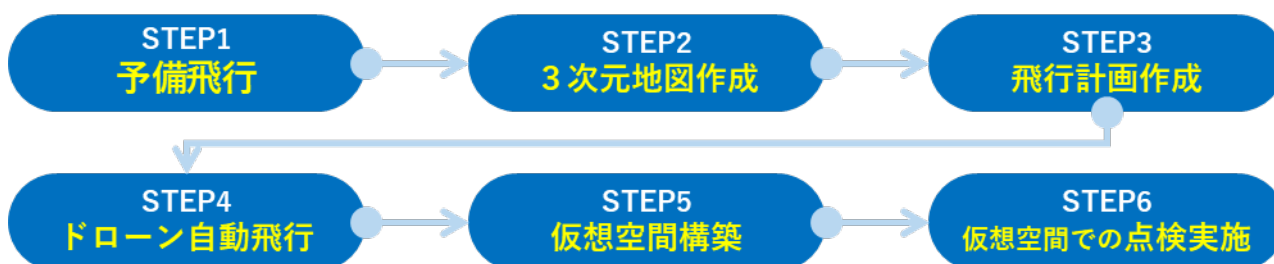 STEP1
予備飛行
STEP2
３次元地図作成
STEP3
飛行計画作成
STEP4
ドローン自動飛行
STEP5
仮想空間構築
STEP6
仮想空間での点検実施